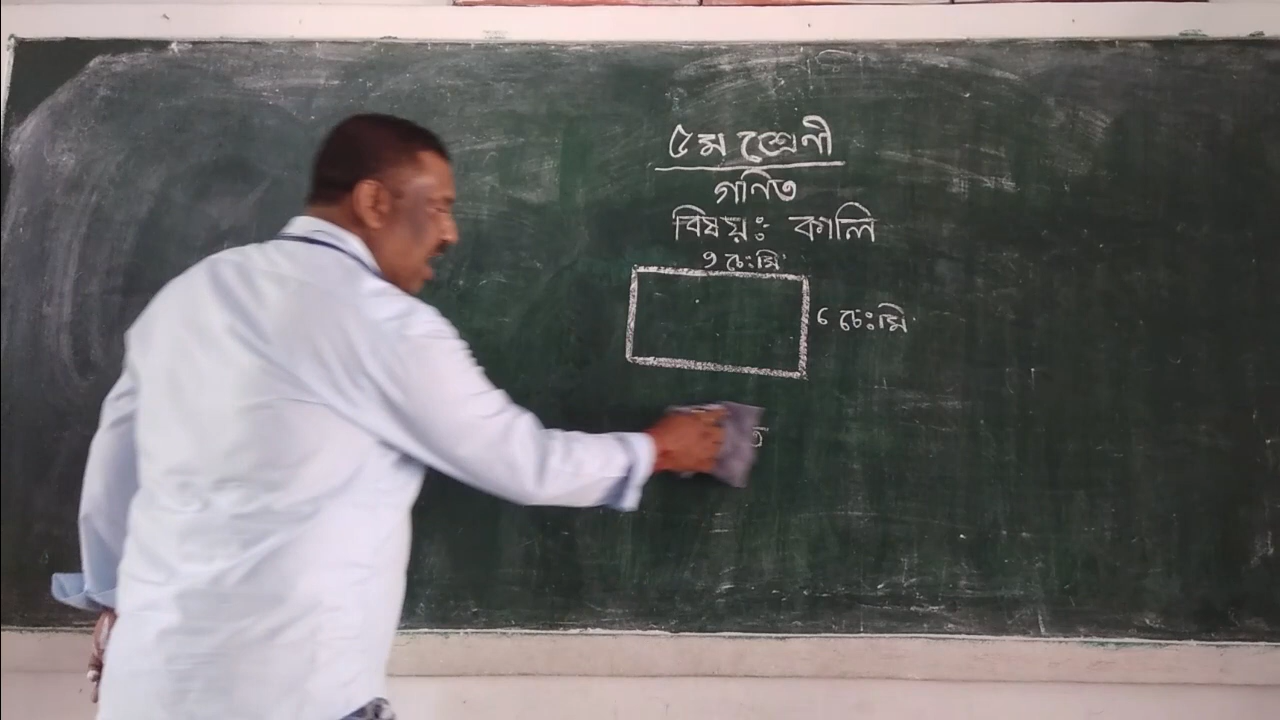 ৫ম শ্রেণী
গণিত
বিষয়ঃ কালি
৭ চেঃমি
৫ চেঃমি
ত